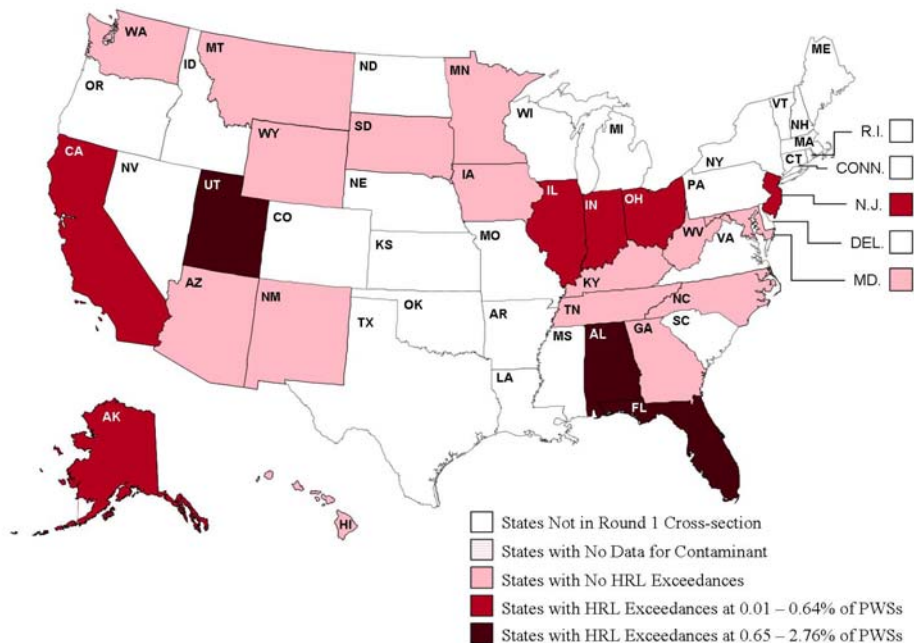 WA
MT
ND
MN
ME
ID
OR
WI
MI
VT
NH
MA
R.I.
SD
WY
CT
CONN.
CA
NV
UT
NE
IA
NY
PA
N.J.
IL
IN
OH
CO
KS
MO
WV
VA
DEL.
MD.
KY
AZ
NM
OK
TX
AR
TN
NC
SC
MS
AL
GA
LA
FL
AK
HI
States Not in Round 1 Cross-section
States with No Data for Contaminant
States with No HRL Exceedances
States with HRL Exceedances at 0.01 – 0.64% of PWSs
States with HRL Exceedances at 0.65 – 2.76% of PWSs